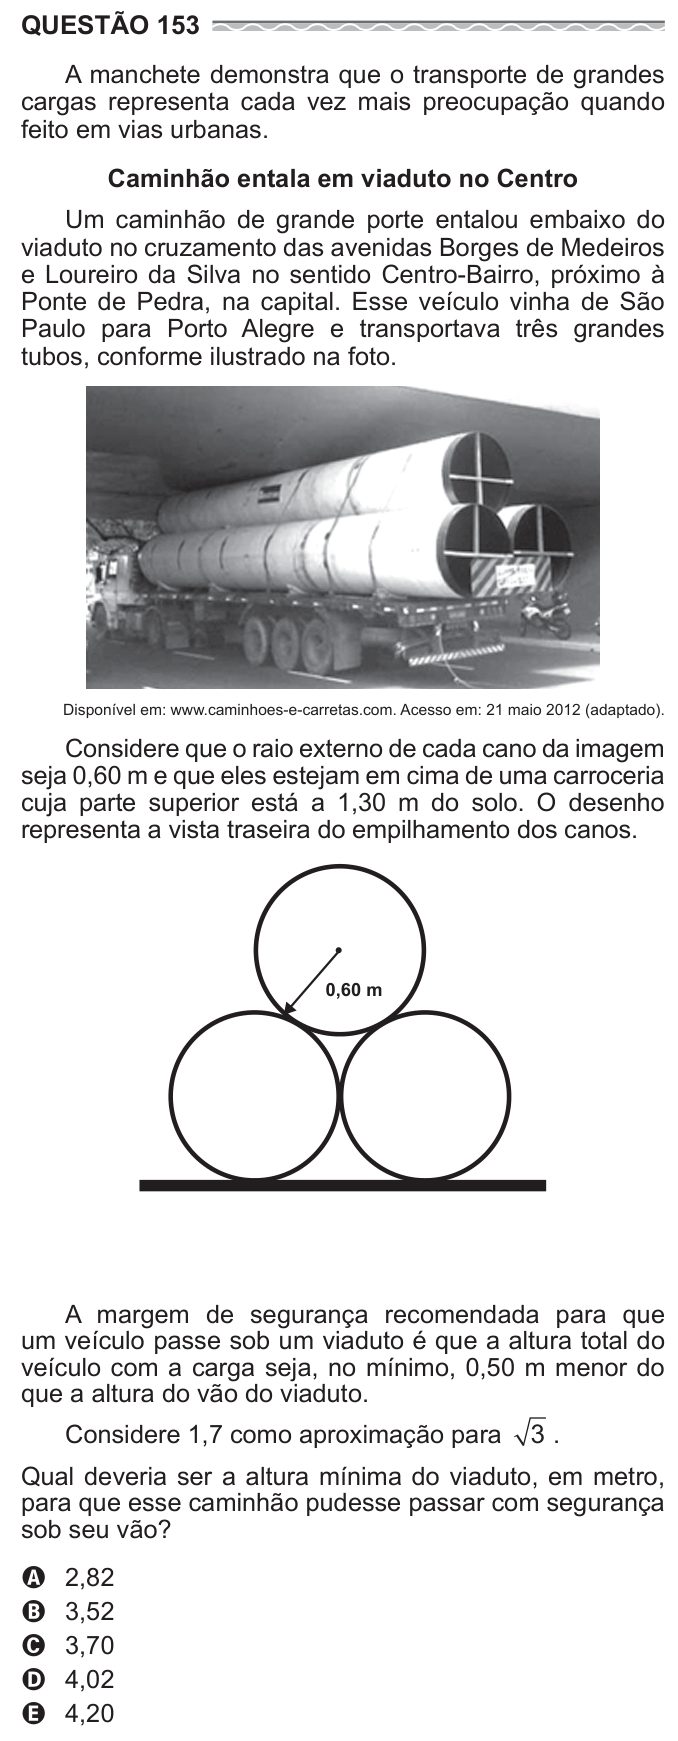 QUESTÃO 153
A manchete demonstra que o transporte de grandes
cargas representa cada vez mais preocupação quando
feito em vias urbanas.
Caminhão entala em viaduto no Centro
Um caminhão de grande porte entalou embaixo do
viaduto no cruzamento das avenidas Borges de Medeiros
e Loureiro da Silva no sentido Centro-Bairro, próximo à
Ponte de Pedra, na capital. Esse veículo vinha de São
Paulo para Porto Alegre e transportava três grandes
tubos, conforme ilustrado na foto.
Disponível em: www.caminhoes-e-carretas.com. Acesso em: 21 maio 2012 (adaptado).
Considere que o raio externo de cada cano da imagem
seja 0,60 m e que eles estejam em cima de uma carroceria
cuja parte superior está a 1,30 m do solo. O desenho
representa a vista traseira do empilhamento dos canos.
0,60 m
A margem de segurança recomendada para que
um veículo passe sob um viaduto é que a altura total do
veículo com a carga seja, no mínimo, 0,50 m menor do
que a altura do vão do viaduto.
Considere 1,7 como aproximação para √3 .
Qual deveria ser a altura mínima do viaduto, em metro,
para que esse caminhão pudesse passar com segurança
sob seu vão?
A 2,82
B 3,52
C 3,70
D 4,02
E 4,20